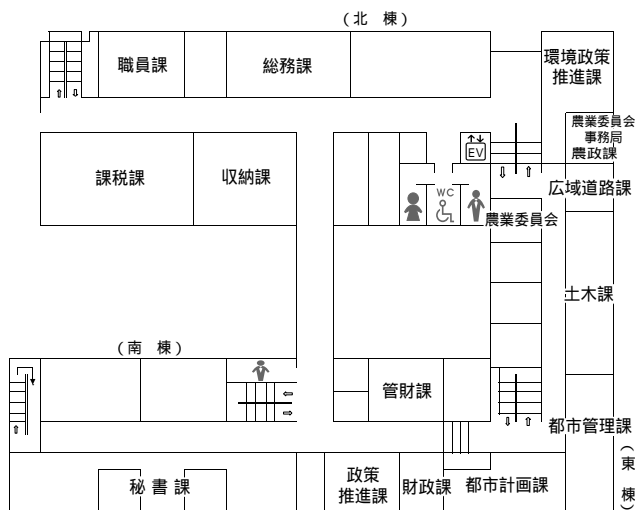 (北 棟)
職員課
総務課
環境政策
推進課
農業委員会
事務局
農政課
EV
課税課
収納課
WC
広域道路課
農業委員会
土木課
(南 棟)
管財課
都市管理課
(東 棟)
秘書課
政策
推進課
財政課
都市計画課